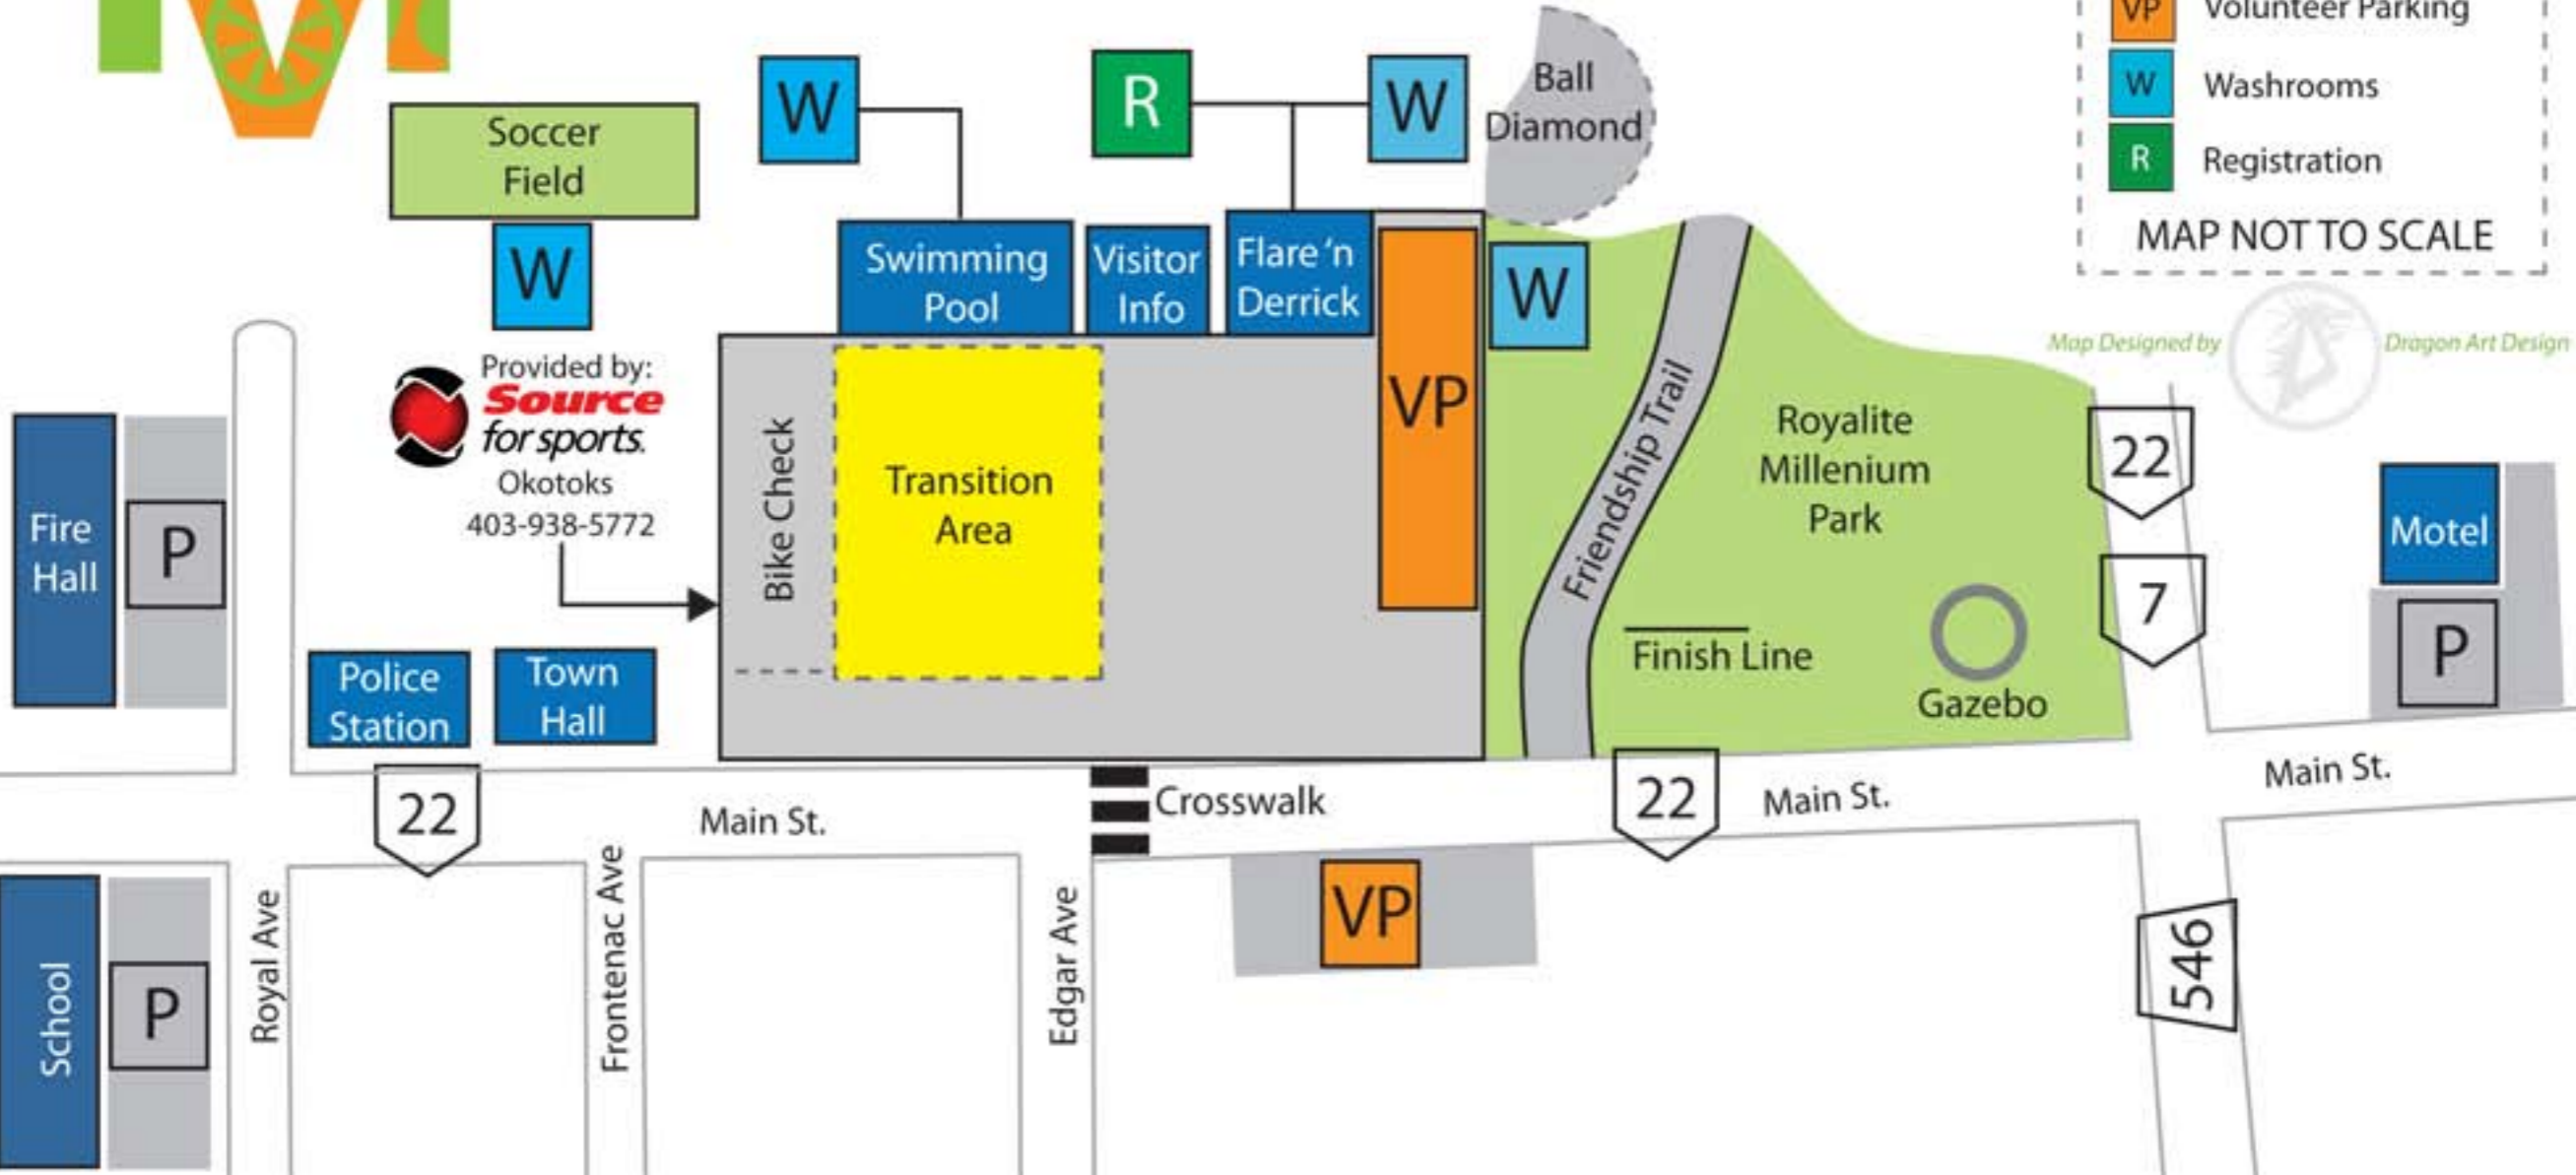 VP
Volunteer Parking
W
Washrooms
R
Registration
MAP NOT TO SCALE
Map Designed by
Dragon Art Design
Soccer
Field
W
W
R
W
Ball
Diamond
Swimming
Pool
Visitor
Info
Flare 'n
Derrick
VP
W
Provided by:
Source
for sports.
Okotoks
403-938-5772
Bike Check
Transition
Area
Friendship Trail
Royalite
Millenium
Park
Finish Line
Gazebo
22
7
Motel
P
Fire
Hall
P
Police
Station
Town
Hall
22
Main St.
Crosswalk
22
Main St.
Main St.
School
P
Royal Ave
Frontenac Ave
Edgar Ave
VP
546